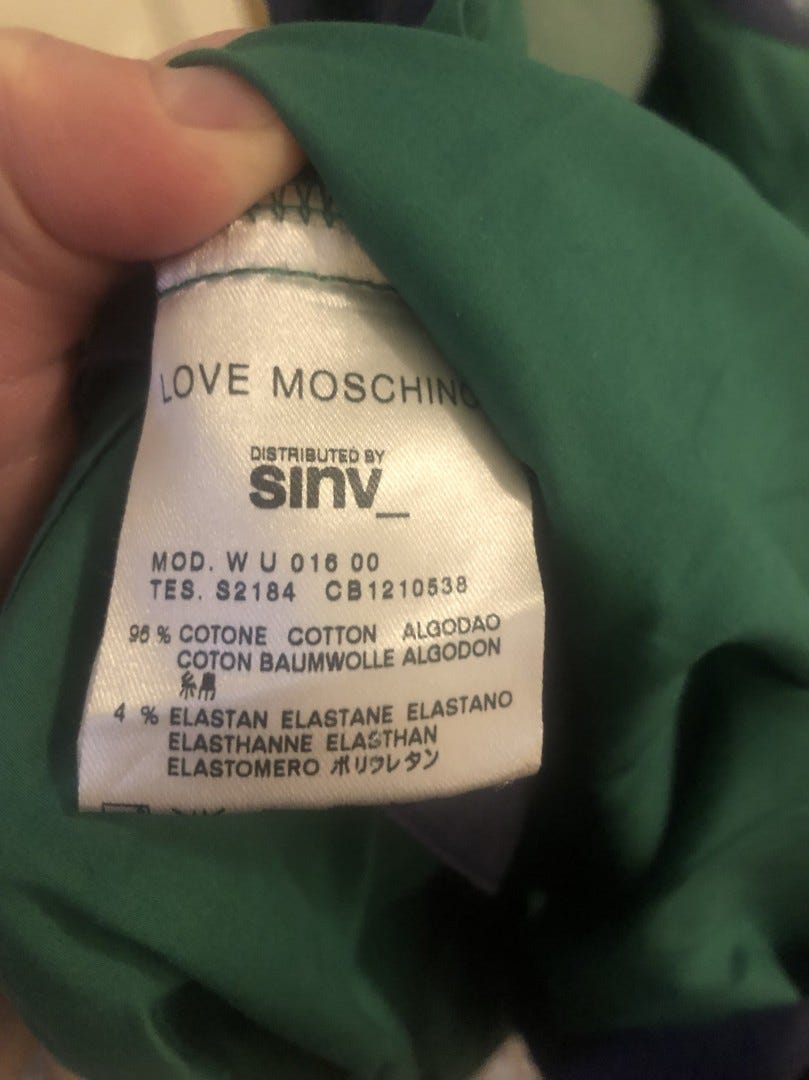 LOVE MOSCHINO
DISTRIBUTED BY
sinv_
MOD. W U 016 00
TES. S2184 CB1210538
96 % COTONE COTTON ALGODAO
COTON BAUMWOLLE ALGODON
4 % ELASTAN ELASTANE ELASTANO
ELASTHANNE ELASTHAN
ELASTOMERO ポリウレタン